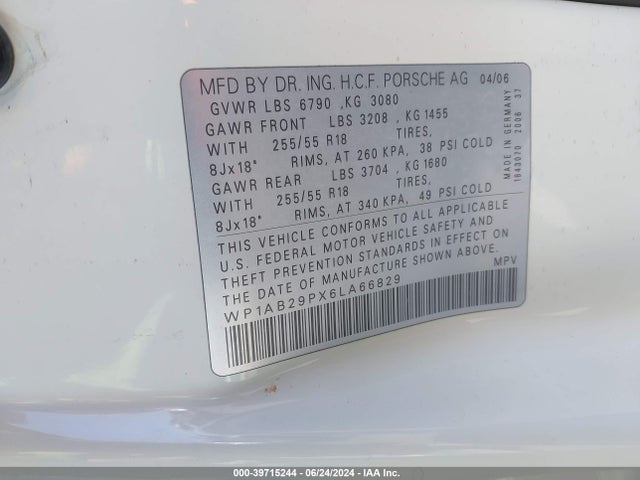 MFD BY DR. ING. H.C.F. PORSCHE AG 04/06
GVWR LBS 6790 ,KG 3080
GAWR FRONT LBS 3208 , KG 1455
WITH 255/55 R18 TIRES,
8Jx18" RIMS, AT 260 KPA, 38 PSI COLD
GAWR REAR LBS 3704 , KG 1680
WITH 255/55 R18 TIRES,
8Jx18" RIMS, AT 340 KPA, 49 PSI COLD
THIS VEHICLE CONFORMS TO ALL APPLICABLE
U.S. FEDERAL MOTOR VEHICLE SAFETY AND
THEFT PREVENTION STANDARDS IN EFFECT ON
THE DATE OF MANUFACTURE SHOWN ABOVE.
WP1AB29PX6LA66829 MPV
MADE IN GERMANY
1643070 2006 37
000-39715244 06/24/2024 Copyright IAA, Inc.